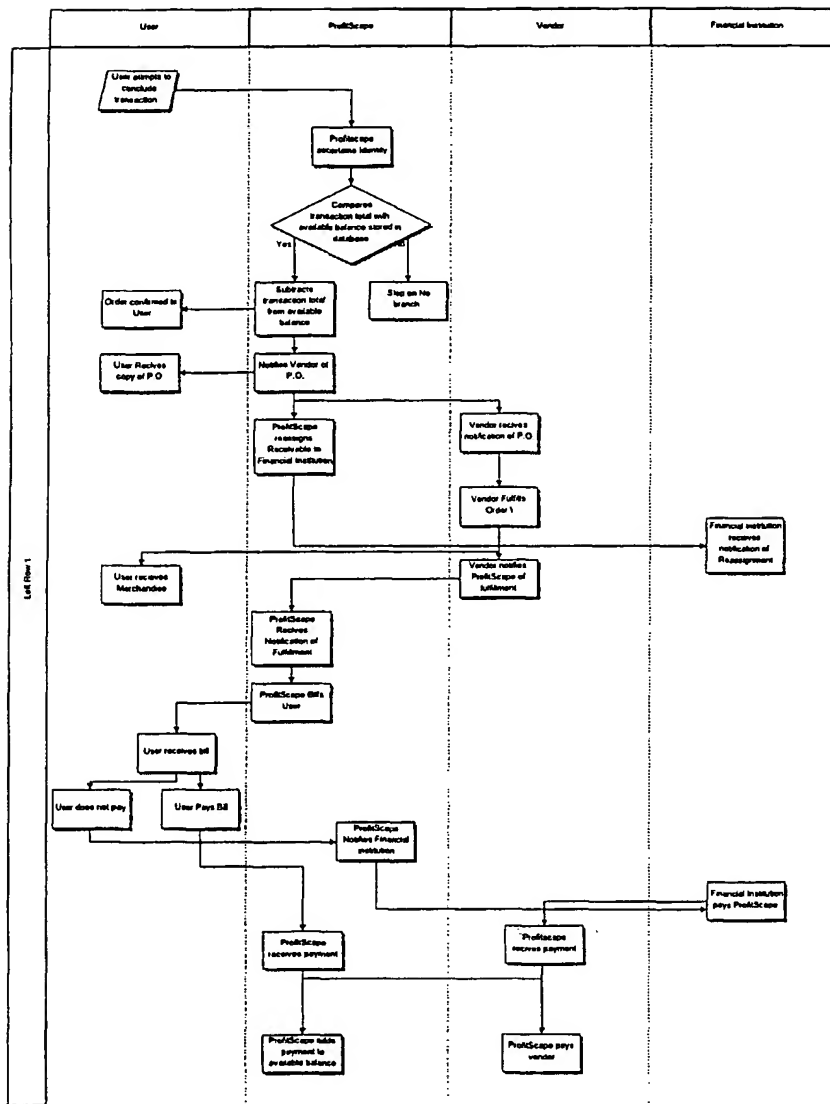 User
ProfitScape
Vendor
Financial Institution
Left Row 1
User attmpts to
conclude
transaction
Profitscape
ascertains Identity
Compares
transaction total with
available balance stored in
database
Yes
No
Subtracts
transaction total
from available
balance
Stop on No
branch
Order confirmed to
User
Notifies Vendor of
P.O.
User Recives
copy of P.O
ProfitScape
reassigns
Receivable to
Financial Institution
Vendor recives
notification of P.O
Vendor Fulfills
Order \
Financial institution
receives
notification of
Reassignment
User recieves
Merchandise
Vendor notifies
ProfitScape of
fulfillment
ProfitScape
Recives
Notification of
Fulfillment
ProfitScape Bills
User
User receives bill
User does not pay
User Pays Bill
ProfitScape
Notifies Financial
institution
Financial Institution
pays ProfitScape
ProfitScape
receives payment
Profitscape
recives payment
ProfitScape adds
payment to
available balance
ProfitScape pays
vendor